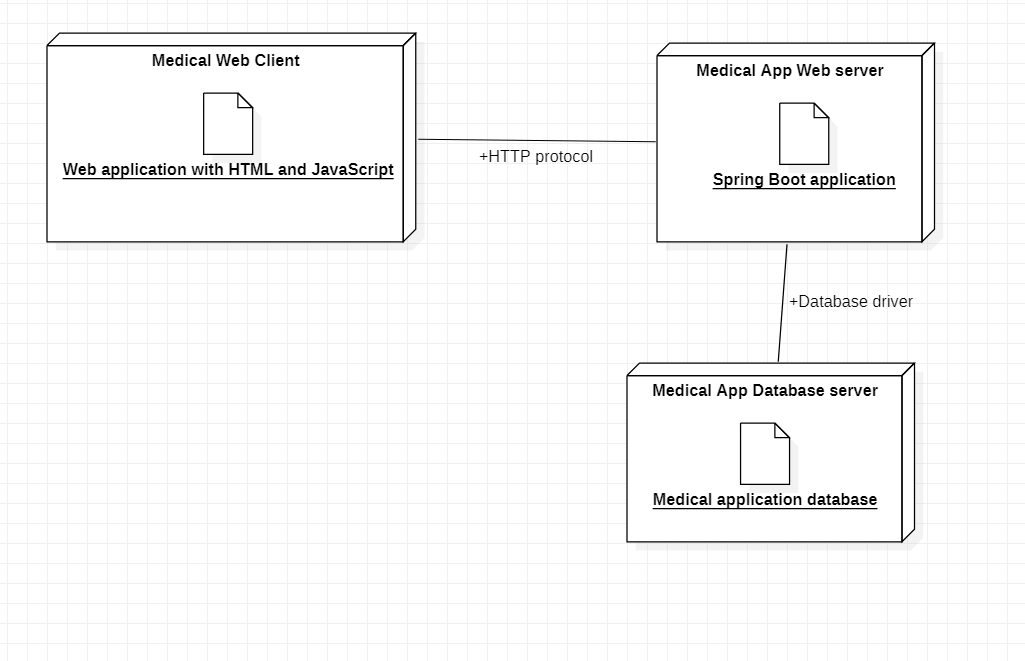 Medical Web Client
Web application with HTML and JavaScript
+HTTP protocol
Medical App Web server
Spring Boot application
+Database driver
Medical App Database server
Medical application database